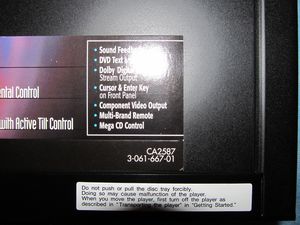 • Sound Feedb
• DVD Text
• Dolby Digital
Stream Output
• Cursor & Enter Key
on Front Panel
• Component Video Output
• Multi-Brand Remote
• Mega CD Control
ental Control
with Active Tilt Control
CA2587
3-061-667-01
Do not push or pull the disc tray forcibly.
Doing so may cause malfunction of the player.
When you move the player, first turn off the player as
described in "Transporting the player" in "Getting Started."